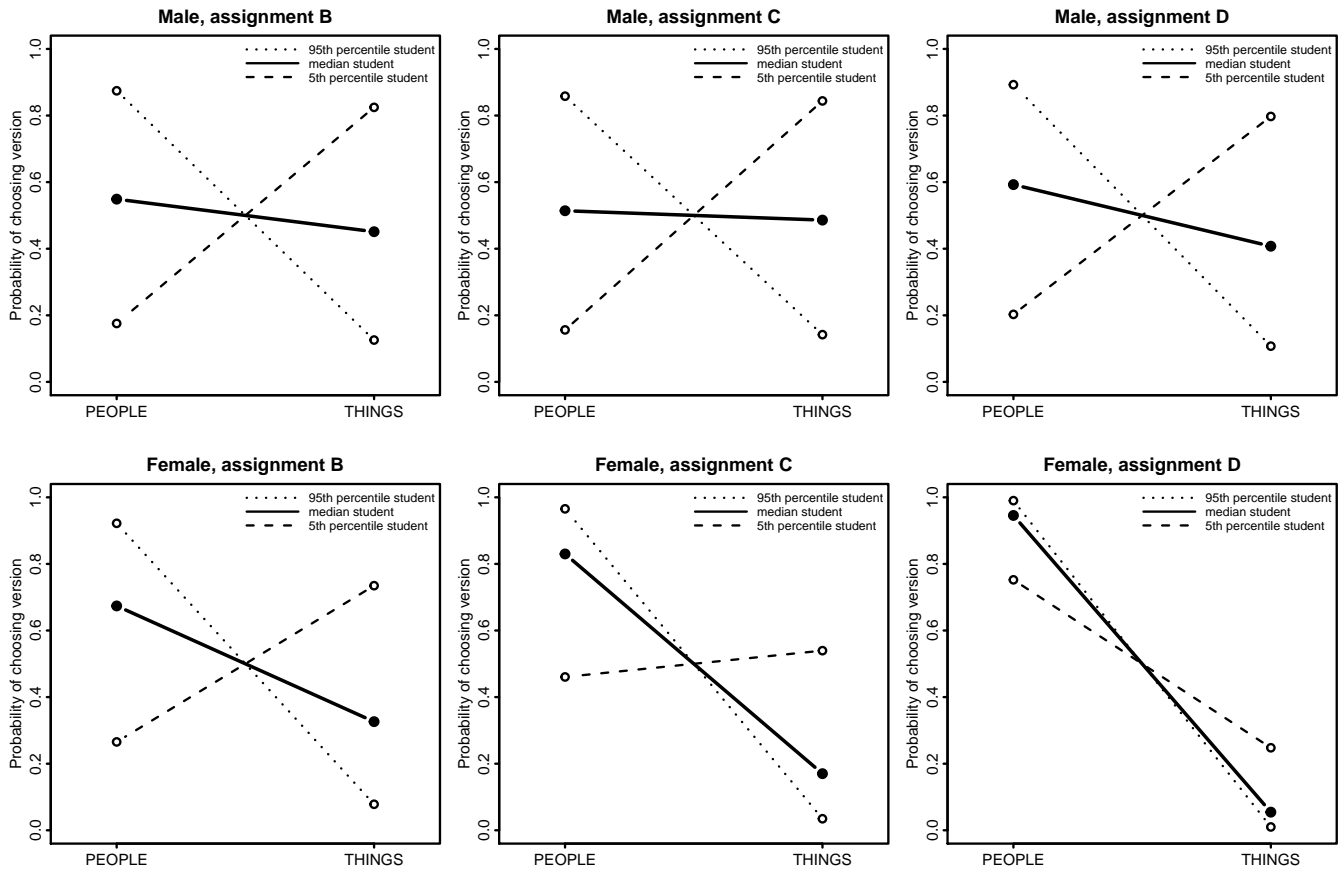 Male, assignment B
Probability of choosing version
1.0
0.8
0.6
0.4
0.2
0.0
95th percentile student
median student
5th percentile student
PEOPLE THINGS
Male, assignment C
Probability of choosing version
1.0
0.8
0.6
0.4
0.2
0.0
95th percentile student
median student
5th percentile student
PEOPLE THINGS
Male, assignment D
Probability of choosing version
1.0
0.8
0.6
0.4
0.2
0.0
95th percentile student
median student
5th percentile student
PEOPLE THINGS
Female, assignment B
Probability of choosing version
1.0
0.8
0.6
0.4
0.2
0.0
95th percentile student
median student
5th percentile student
PEOPLE THINGS
Female, assignment C
Probability of choosing version
1.0
0.8
0.6
0.4
0.2
0.0
95th percentile student
median student
5th percentile student
PEOPLE THINGS
Female, assignment D
Probability of choosing version
1.0
0.8
0.6
0.4
0.2
0.0
95th percentile student
median student
5th percentile student
PEOPLE THINGS